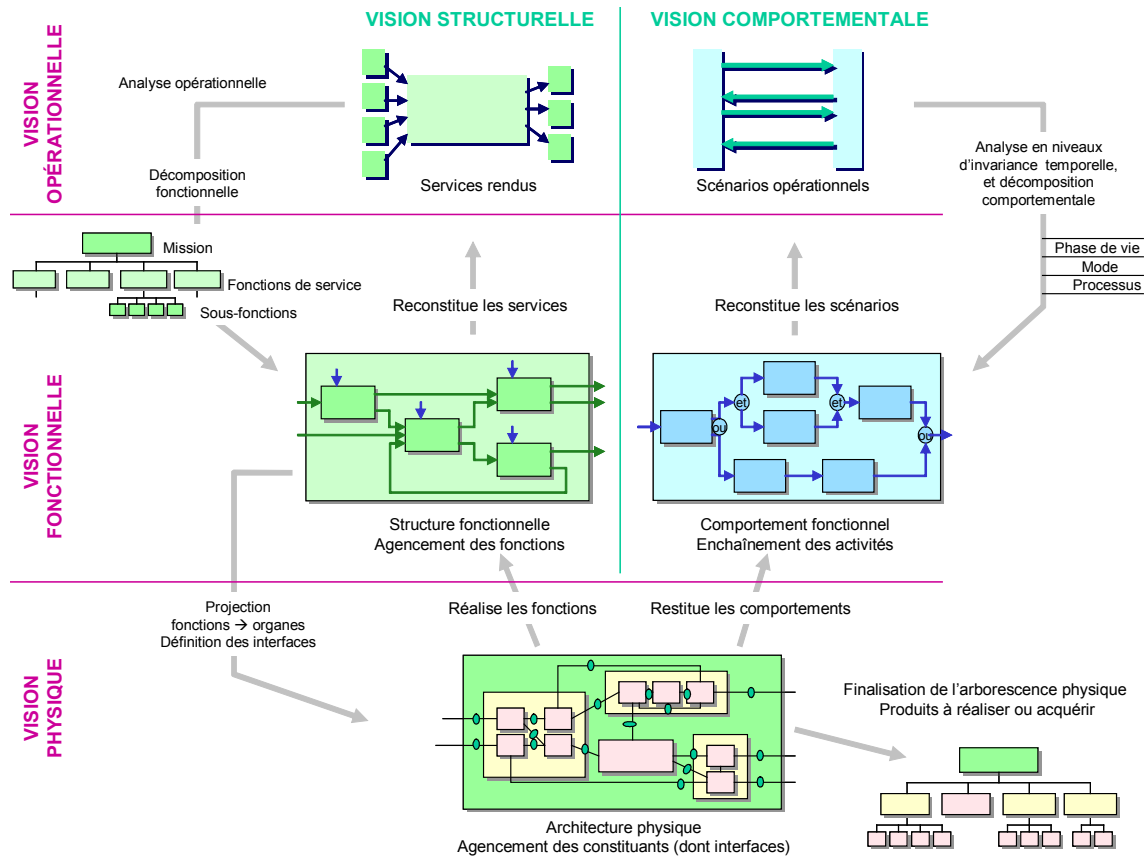 VISION STRUCTURELLE
VISION COMPORTEMENTALE
VISION
OPÉRATIONNELLE
Analyse opérationnelle
Décomposition
fonctionnelle
Services rendus
Scénarios opérationnels
Analyse en niveaux
d'invariance temporelle,
et décomposition
comportementale
Mission
Fonctions de service
Sous-fonctions
Reconstitue les services
Reconstitue les scénarios
Phase de vie
Mode
Processus
VISION
FONCTIONNELLE
et
et
ou
ou
Structure fonctionnelle
Agencement des fonctions
Comportement fonctionnel
Enchaînement des activités
VISION
PHYSIQUE
Projection
fonctions → organes
Définition des interfaces
Réalise les fonctions
Restitue les comportements
Finalisation de l'arborescence physique
Produits à réaliser ou acquérir
Architecture physique
Agencement des constituants (dont interfaces)